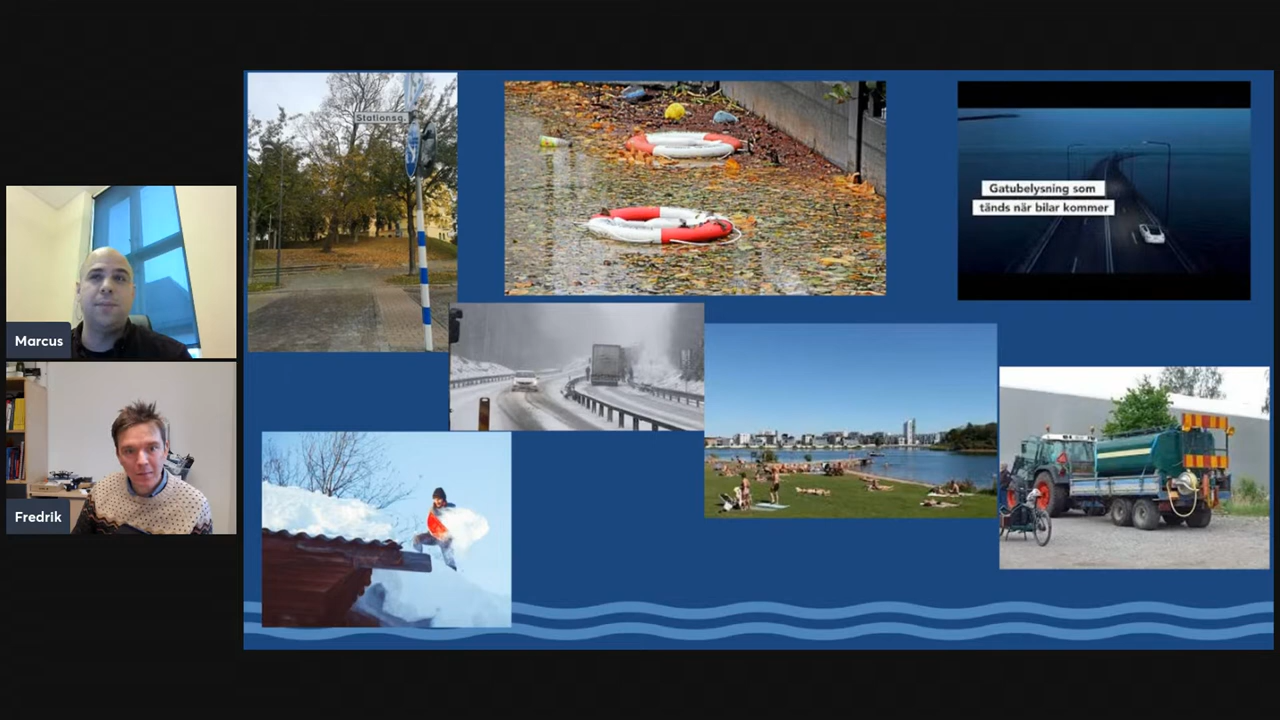 Marcus
Fredrik
Stationsg.
Gatubelysning som
tänds när bilar kommer